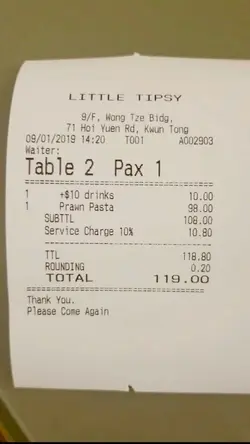 LITTLE TIPSY
9/F, Wong Tze Bldg,
71 Hoi Yuen Rd, Kwun Tong
09/01/2019 14:20 T001 A002903
Waiter:
Table 2 Pax 1
1 +$10 drinks 10.00
1 Prawn Pasta 98.00
SUBTTL 108.00
Service Charge 10% 10.80
TTL 118.80
ROUNDING 0.20
TOTAL 119.00
Thank You.
Please Come Again